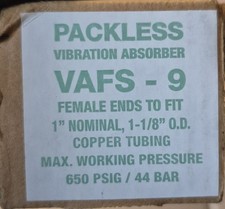 PACKLESS
VIBRATION ABSORBER
VAFS - 9
FEMALE ENDS TO FIT
1" NOMINAL, 1-1/8" O.D.
COPPER TUBING
MAX. WORKING PRESSURE
650 PSIG / 44 BAR